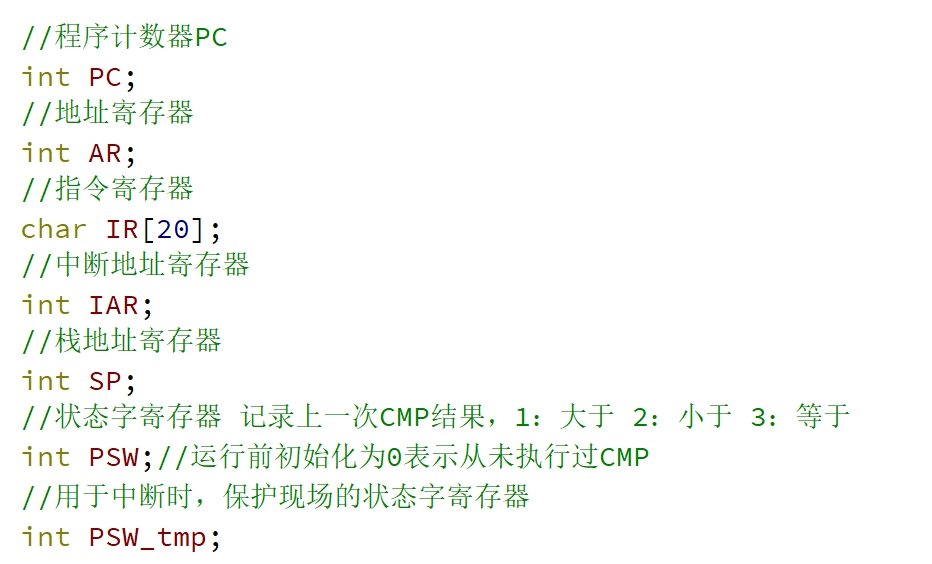 //程序计数器PC
int PC;
//地址寄存器
int AR;
//指令寄存器
char IR[20];
//中断地址寄存器
int IAR;
//栈地址寄存器
int SP;
//状态字寄存器 记录上一次CMP结果，1：大于 2：小于 3：等于
int PSW;//运行前初始化为0表示从未执行过CMP
//用于中断时，保护现场的状态字寄存器
int PSW_tmp;